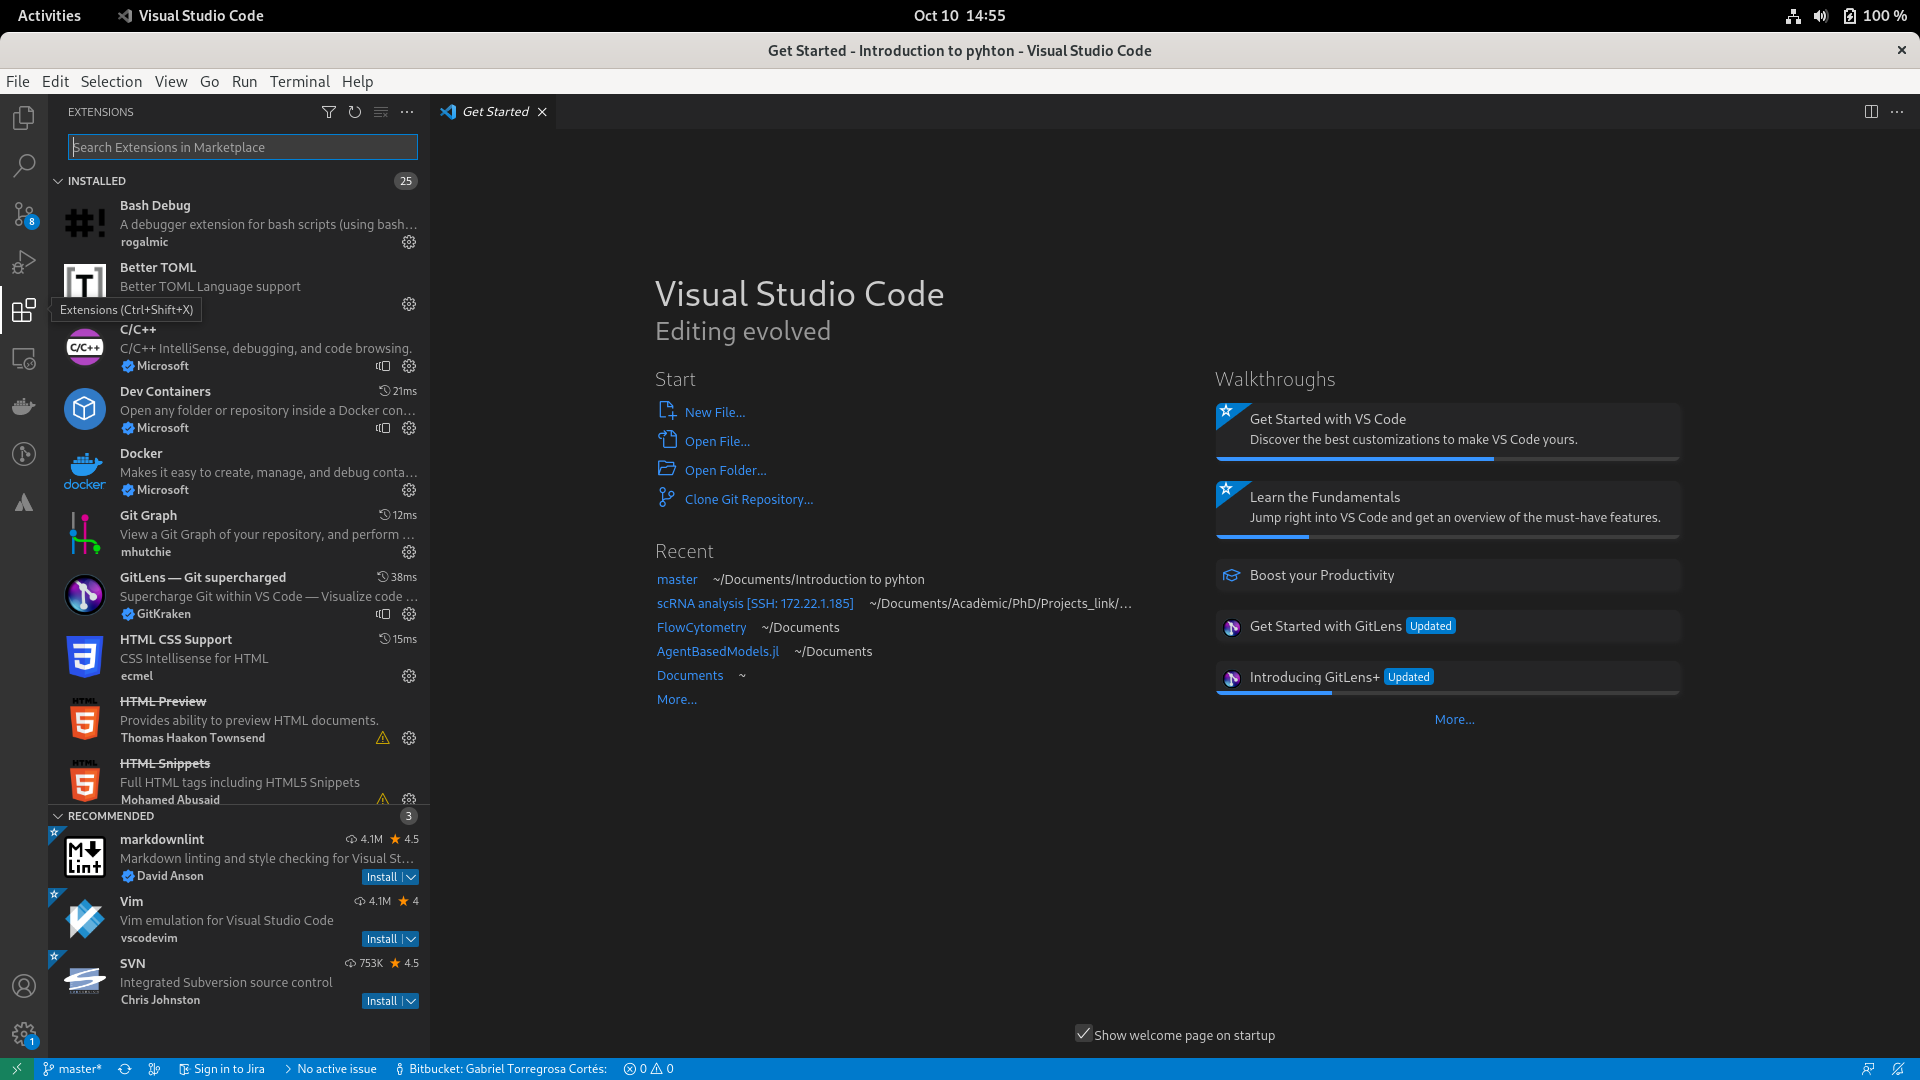 Activities
Visual Studio Code
Oct 10 14:55
100 %
Get Started - Introduction to pyhton - Visual Studio Code
File Edit Selection View Go Run Terminal Help
EXTENSIONS
Get Started
Search Extensions in Marketplace
INSTALLED
25
Bash Debug
A debugger extension for bash scripts (using bash...
rogalmic
Better TOML
Better TOML Language support
Extensions (Ctrl+Shift+X)
C/C++
C/C++ IntelliSense, debugging, and code browsing.
Microsoft
Dev Containers
21ms
Open any folder or repository inside a Docker con...
Microsoft
Docker
Makes it easy to create, manage, and debug conta...
Microsoft
Git Graph
12ms
View a Git Graph of your repository, and perform ...
mhutchie
GitLens — Git supercharged
38ms
Supercharge Git within VS Code — Visualize code ...
GitKraken
HTML CSS Support
15ms
CSS Intellisense for HTML
ecmel
HTML Preview
Provides ability to preview HTML documents.
Thomas Haakon Townsend
HTML Snippets
Full HTML tags including HTML5 Snippets
Mohamed Abusaid
RECOMMENDED
3
markdownlint
4.1M
4.5
Markdown linting and style checking for Visual St...
David Anson
Install
Vim
4.1M
4
Vim emulation for Visual Studio Code
vscodevim
Install
SVN
753K
4.5
Integrated Subversion source control
Chris Johnston
Install
8
1
#!
[T]
C/C++
docker
HTML
5
HTML
5
M
Lint
Visual Studio Code
Editing evolved
Start
New File...
Open File...
Open Folder...
Clone Git Repository...
Recent
master ~/Documents/Introduction to pyhton
scRNA analysis [SSH: 172.22.1.185] ~/Documents/Acadèmic/PhD/Projects_link/...
FlowCytometry ~/Documents
AgentBasedModels.jl ~/Documents
Documents ~
More...
Walkthroughs
Get Started with VS Code
Discover the best customizations to make VS Code yours.
Learn the Fundamentals
Jump right into VS Code and get an overview of the must-have features.
Boost your Productivity
Get Started with GitLens Updated
Introducing GitLens+ Updated
More...
Show welcome page on startup
master*
Sign in to Jira
No active issue
Bitbucket: Gabriel Torregrosa Cortés:
0
0